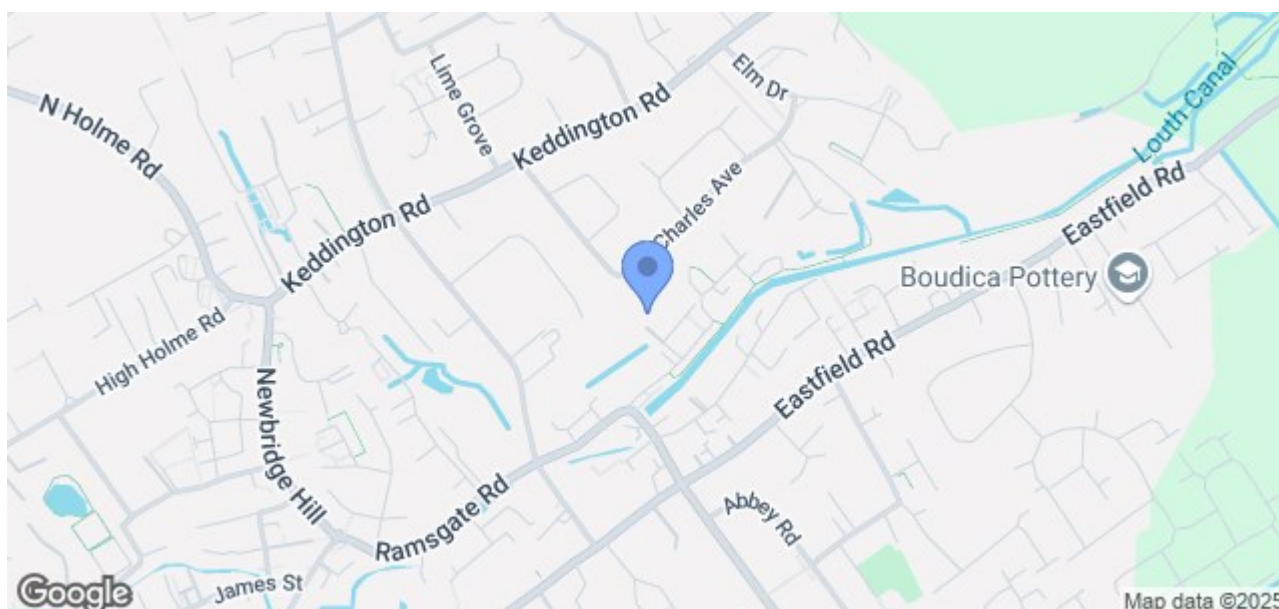 N Holme Rd
Lime Grove
Keddington Rd
Elm Dr
Louth Canal
Charles Ave
Keddington Rd
Eastfield Rd
Boudica Pottery
High Holme Rd
Newbridge Hill
Eastfield Rd
Ramsgate Rd
Abbey Rd
James St
Google
Map data ©2025